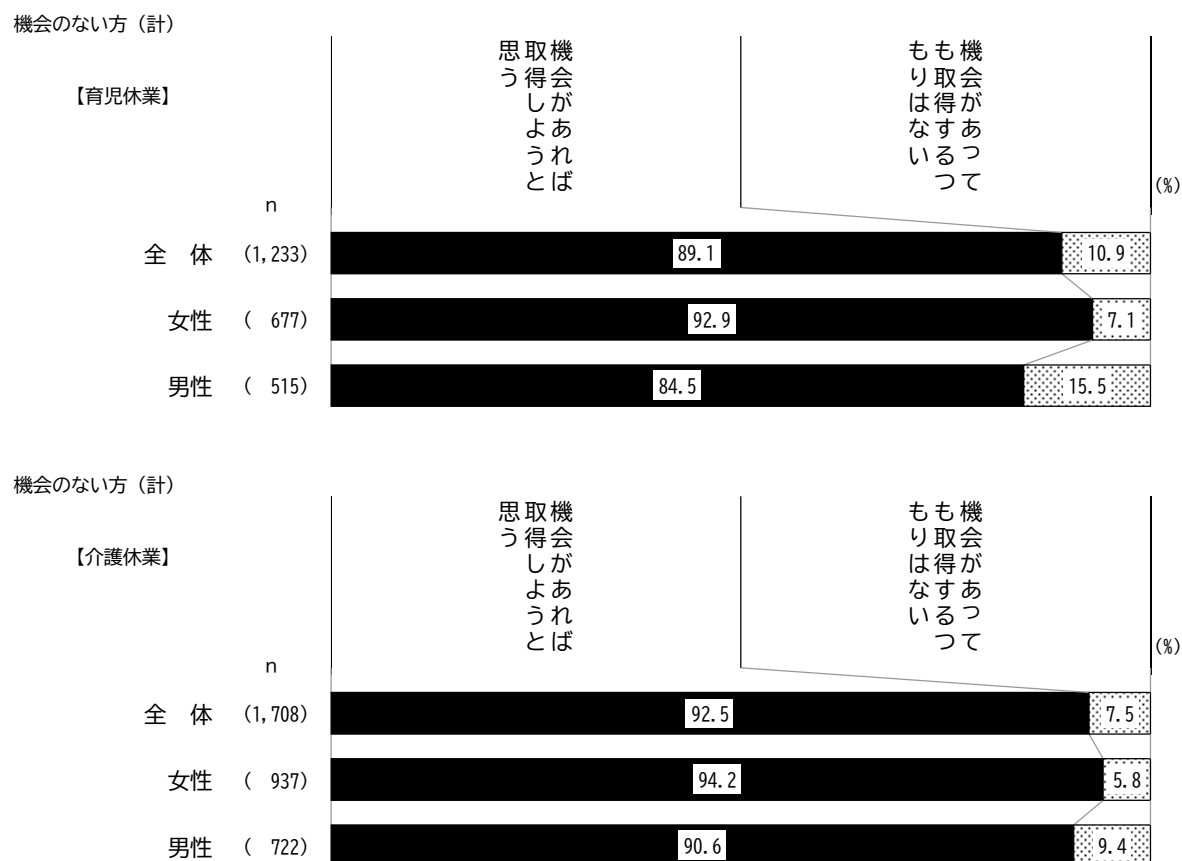 機会のない方（計）
【育児休業】
機会があれば
取得しようと
思う
機会があって
も取得するつ
もりはない
(%)
n
全　体 (1,233) 89.1 10.9
女性 (　677) 92.9 7.1
男性 (　515) 84.5 15.5
機会のない方（計）
【介護休業】
機会があれば
取得しようと
思う
機会があって
も取得するつ
もりはない
(%)
n
全　体 (1,708) 92.5 7.5
女性 (　937) 94.2 5.8
男性 (　722) 90.6 9.4